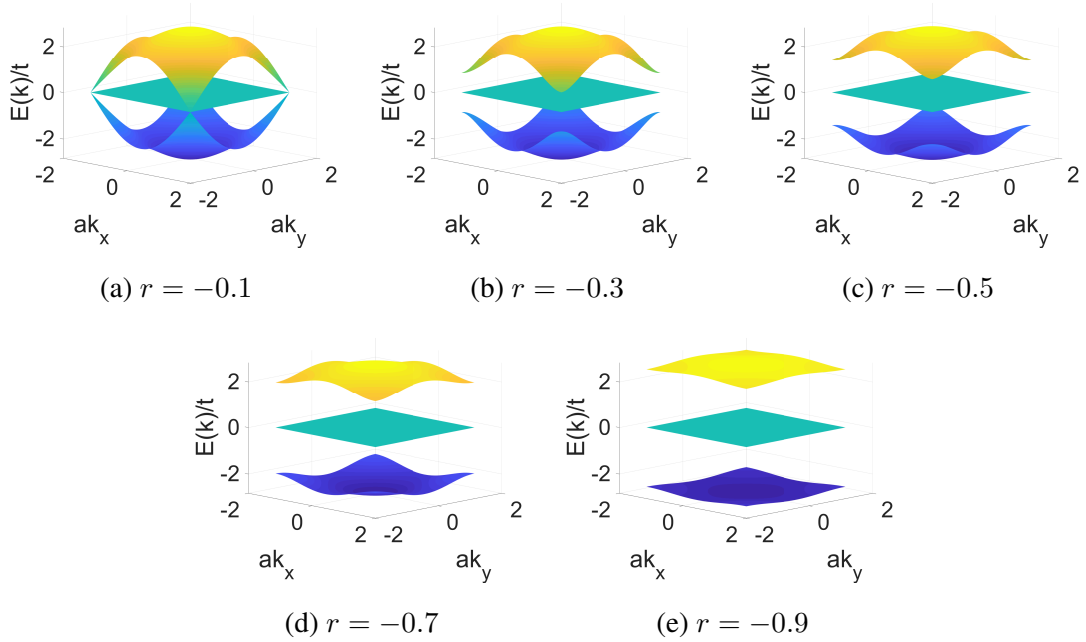 E(k)/t
2
0
-2
-2
0
2
-2
0
2
ak_x
ak_y
(a) r = −0.1
E(k)/t
2
0
-2
-2
0
2
-2
0
2
ak_x
ak_y
(b) r = −0.3
E(k)/t
2
0
-2
-2
0
2
-2
0
2
ak_x
ak_y
(c) r = −0.5
E(k)/t
2
0
-2
-2
0
2
-2
0
2
ak_x
ak_y
(d) r = −0.7
E(k)/t
2
0
-2
-2
0
2
-2
0
2
ak_x
ak_y
(e) r = −0.9